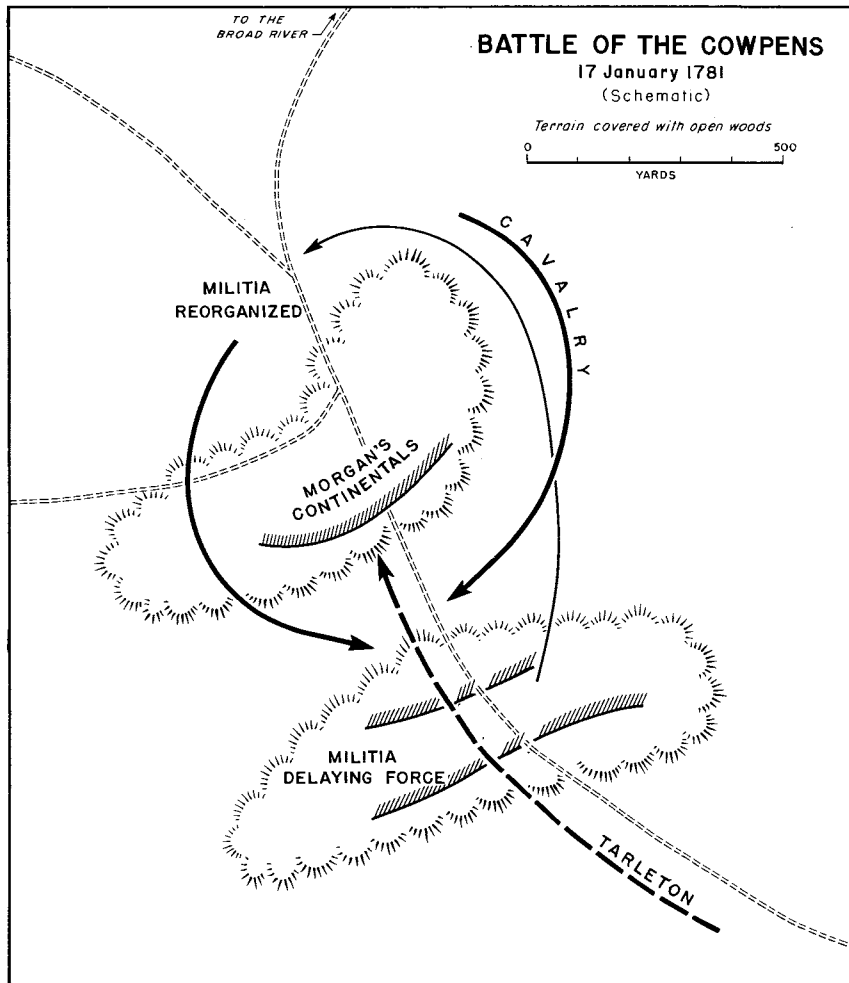 TO THE
BROAD RIVER
BATTLE OF THE COWPENS
17 January 1781
(Schematic)
Terrain covered with open woods
0 500
YARDS
CAVALRY
MILITIA
REORGANIZED
MORGAN'S
CONTINENTALS
MILITIA
DELAYING FORCE
TARLETON